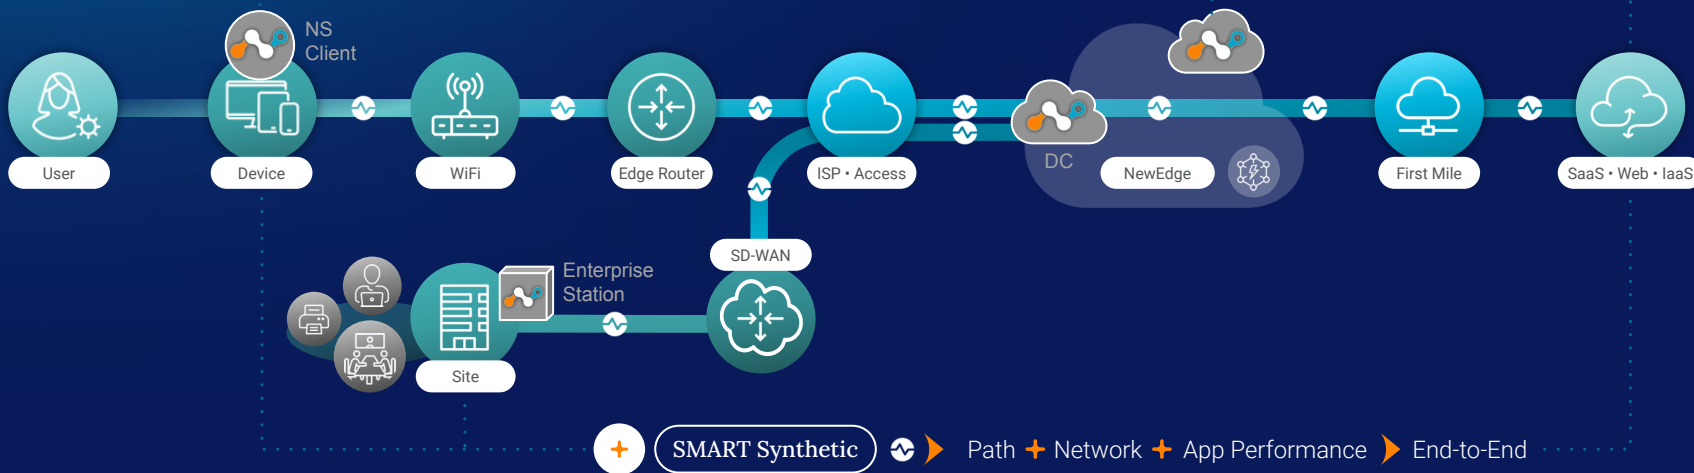 NS
Client
User
Device
WiFi
Edge Router
ISP • Access
DC
NewEdge
First Mile
SaaS • Web • IaaS
SD-WAN
Enterprise
Station
Site
SMART Synthetic
Path + Network + App Performance
End-to-End